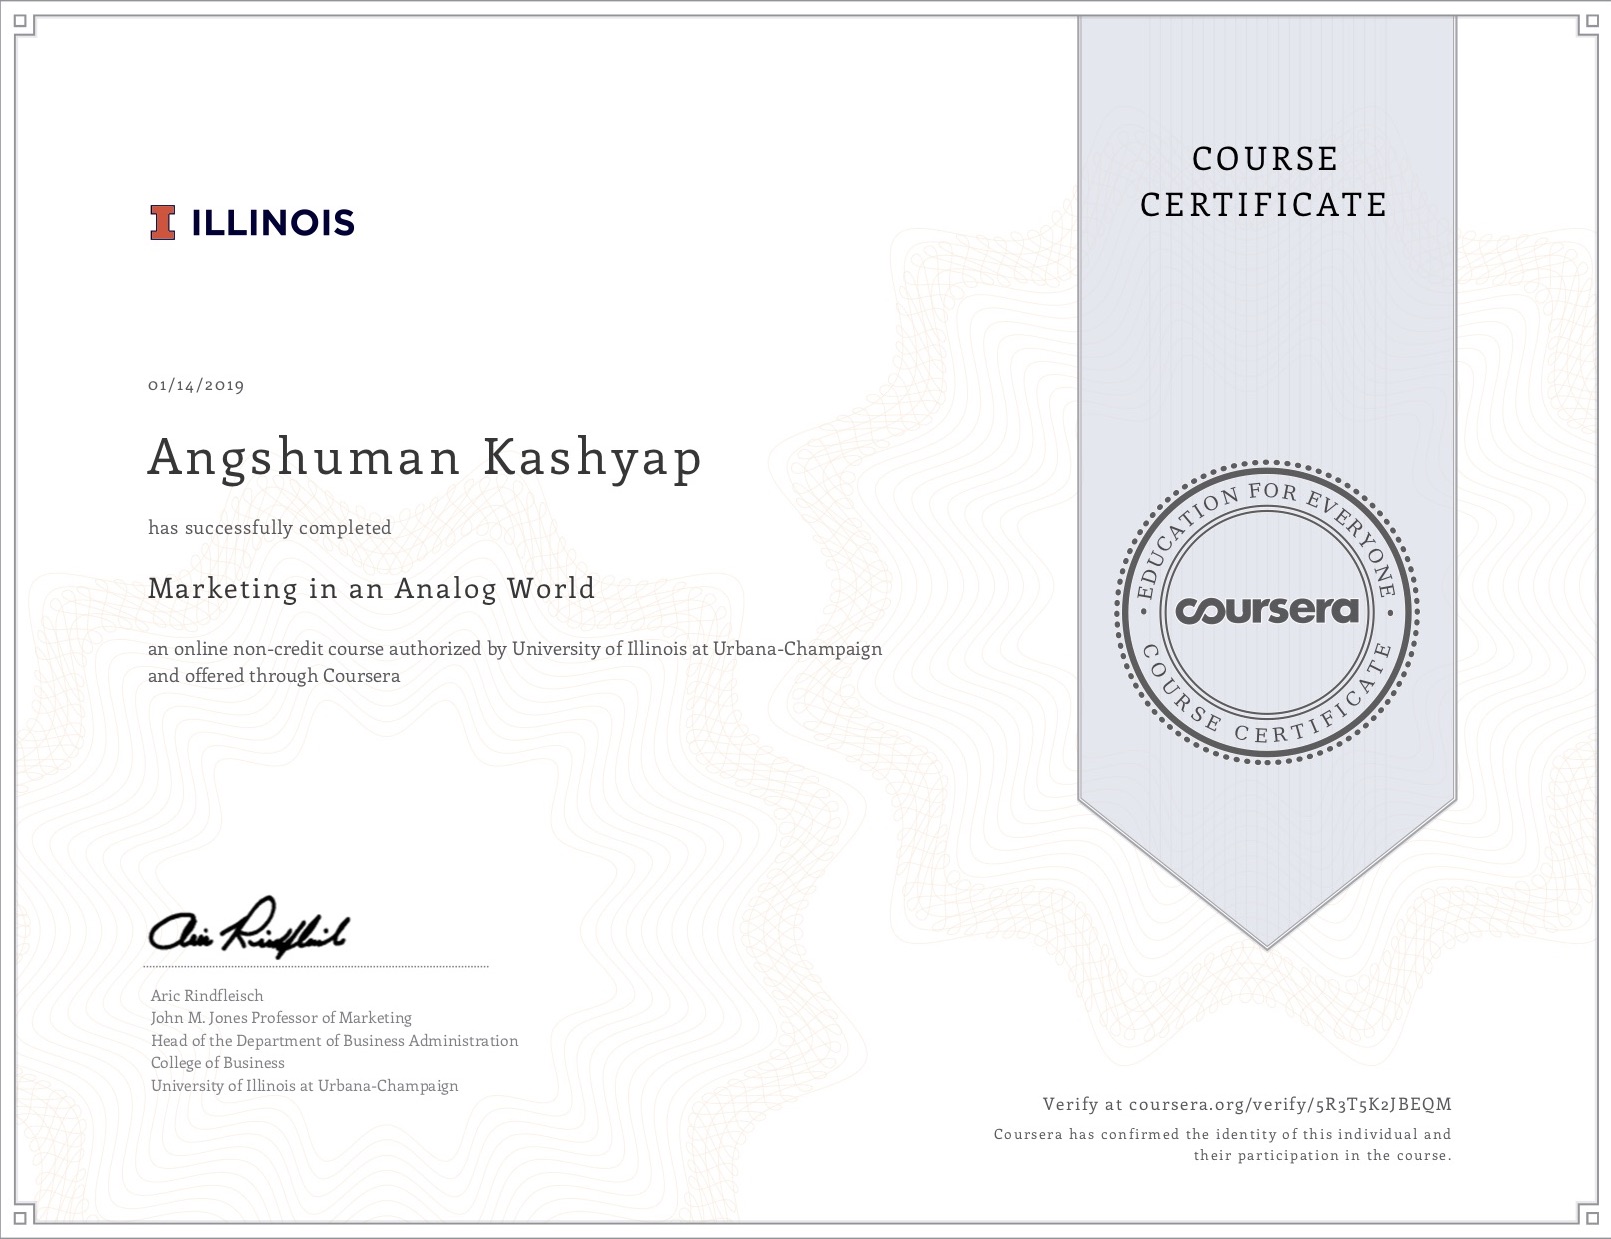 COURSE
CERTIFICATE
ILLINOIS
01/14/2019
Angshuman Kashyap
has successfully completed
Marketing in an Analog World
an online non-credit course authorized by University of Illinois at Urbana-Champaign
and offered through Coursera
EDUCATION FOR EVERYONE
coursera
COURSE CERTIFICATE
Aric Rindfleisch
Aric Rindfleisch
John M. Jones Professor of Marketing
Head of the Department of Business Administration
College of Business
University of Illinois at Urbana-Champaign
Verify at coursera.org/verify/5R3T5K2JBEQM
Coursera has confirmed the identity of this individual and
their participation in the course.